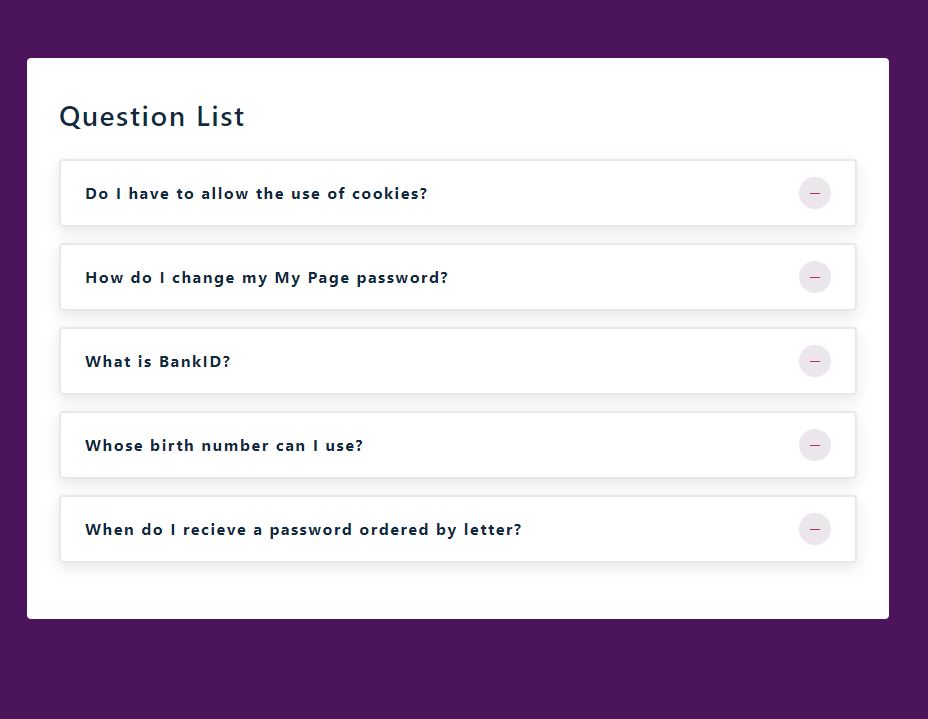 Question List
Do I have to allow the use of cookies?
How do I change my My Page password?
What is BankID?
Whose birth number can I use?
When do I recieve a password ordered by letter?